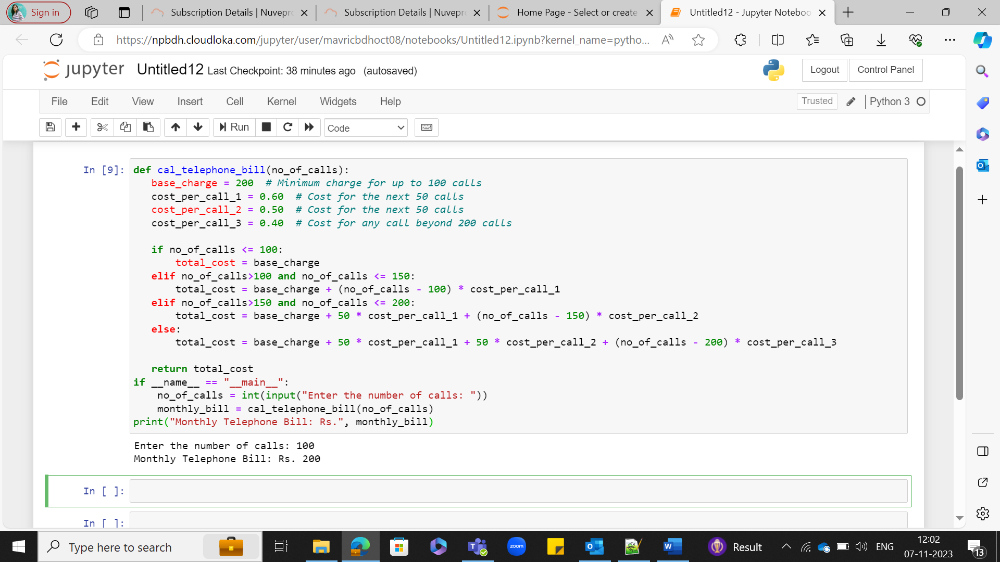 Sign in
Subscription Details | Nuvepro
Subscription Details | Nuvepro
Home Page - Select or create
Untitled12 - Jupyter Notebook
https://npbdh.cloudloka.com/jupyter/user/mavricbdhoct08/notebooks/Untitled12.ipynb?kernel_name=pytho...
jupyter Untitled12 Last Checkpoint: 38 minutes ago (autosaved)
Logout Control Panel
File Edit View Insert Cell Kernel Widgets Help
Trusted Python 3
Run Code
In [9]: def cal_telephone_bill(no_of_calls):
   base_charge = 200  # Minimum charge for up to 100 calls
   cost_per_call_1 = 0.60  # Cost for the next 50 calls
   cost_per_call_2 = 0.50  # Cost for the next 50 calls
   cost_per_call_3 = 0.40  # Cost for any call beyond 200 calls
   if no_of_calls <= 100:
       total_cost = base_charge
   elif no_of_calls>100 and no_of_calls <= 150:
       total_cost = base_charge + (no_of_calls - 100) * cost_per_call_1
   elif no_of_calls>150 and no_of_calls <= 200:
       total_cost = base_charge + 50 * cost_per_call_1 + (no_of_calls - 150) * cost_per_call_2
   else:
       total_cost = base_charge + 50 * cost_per_call_1 + 50 * cost_per_call_2 + (no_of_calls - 200) * cost_per_call_3
   return total_cost
if __name__ == "__main__":
    no_of_calls = int(input("Enter the number of calls: "))
    monthly_bill = cal_telephone_bill(no_of_calls)
print("Monthly Telephone Bill: Rs.", monthly_bill)
Enter the number of calls: 100
Monthly Telephone Bill: Rs. 200
In [ ]:
In [ ]:
Type here to search
zoom
Result
ENG
12:02
07-11-2023
13